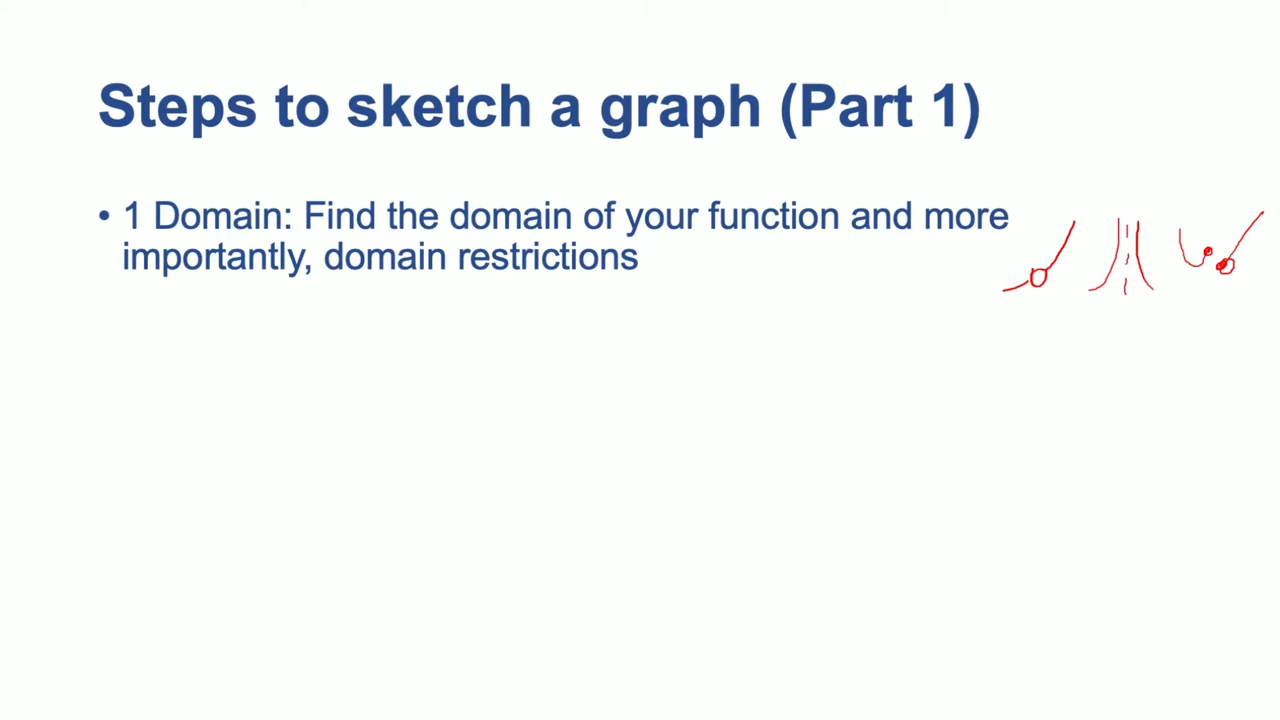 Steps to sketch a graph (Part 1)
• 1 Domain: Find the domain of your function and more
importantly, domain restrictions